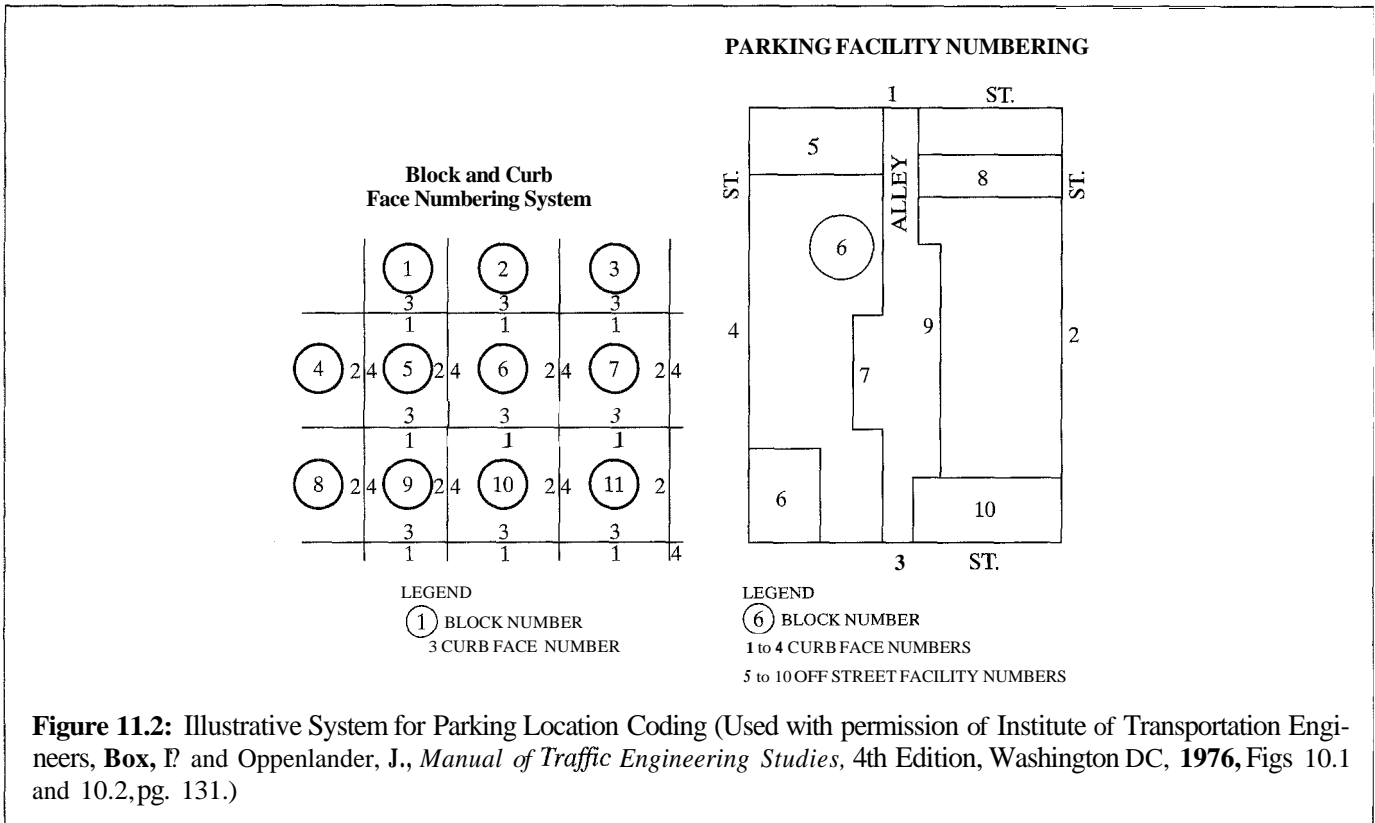 PARKING FACILITY NUMBERING
1 ST.
5
ALLEY
8
ST.
ST.
6
4
9
2
7
6
10
3 ST.
Block and Curb
Face Numbering System
1 2 3
3 3 3
1 1 1
4 2 4 5 2 4 6 2 4 7 2 4
3 3 3
1 1 1
8 2 4 9 2 4 10 2 4 11 2
3 3 3
1 1 1 4
LEGEND
1 BLOCK NUMBER
3 CURB FACE NUMBER
LEGEND
6 BLOCK NUMBER
1 to 4 CURB FACE NUMBERS
5 to 10 OFF STREET FACILITY NUMBERS
Figure 11.2: Illustrative System for Parking Location Coding (Used with permission of Institute of Transportation Engi-
neers, Box, P? and Oppenlander, J., Manual of Traffic Engineering Studies, 4th Edition, Washington DC, 1976, Figs 10.1
and 10.2, pg. 131.)